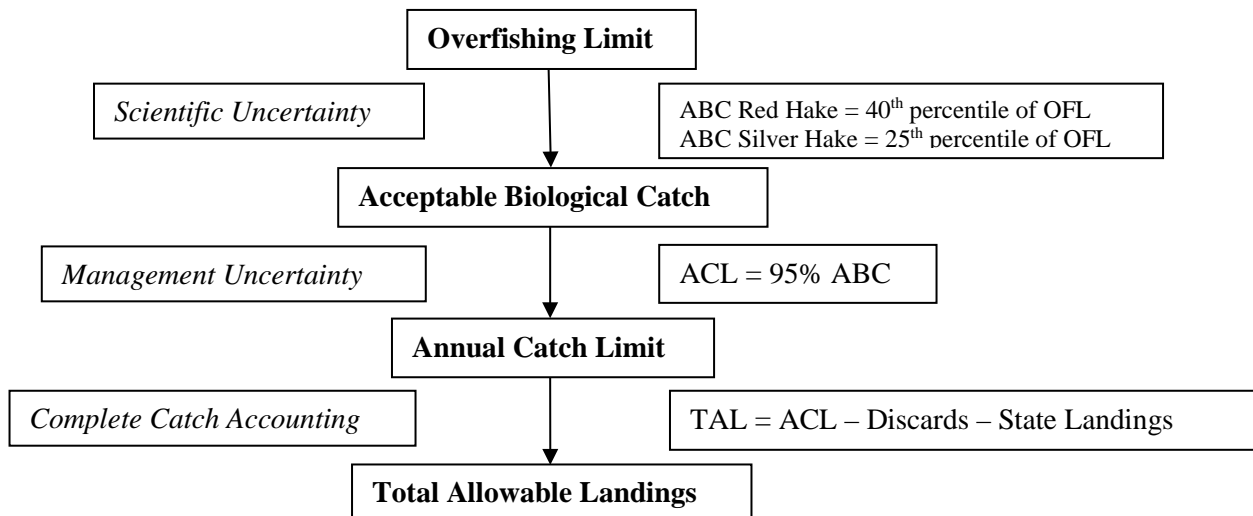 Overfishing Limit
Scientific Uncertainty
ABC Red Hake = 40th percentile of OFL
ABC Silver Hake = 25th percentile of OFL
Acceptable Biological Catch
Management Uncertainty
ACL = 95% ABC
Annual Catch Limit
Complete Catch Accounting
TAL = ACL – Discards – State Landings
Total Allowable Landings